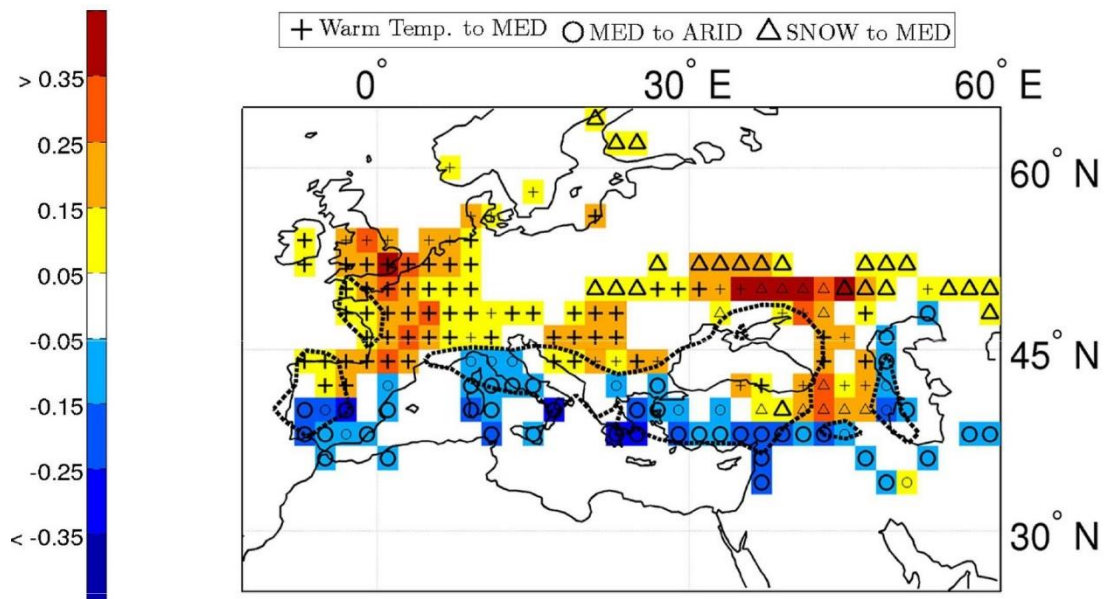 + Warm Temp. to MED ○ MED to ARID △ SNOW to MED
0° 30° E 60° E
> 0.35
0.25
0.15
0.05
-0.05
-0.15
-0.25
< -0.35
60° N
45° N
30° N